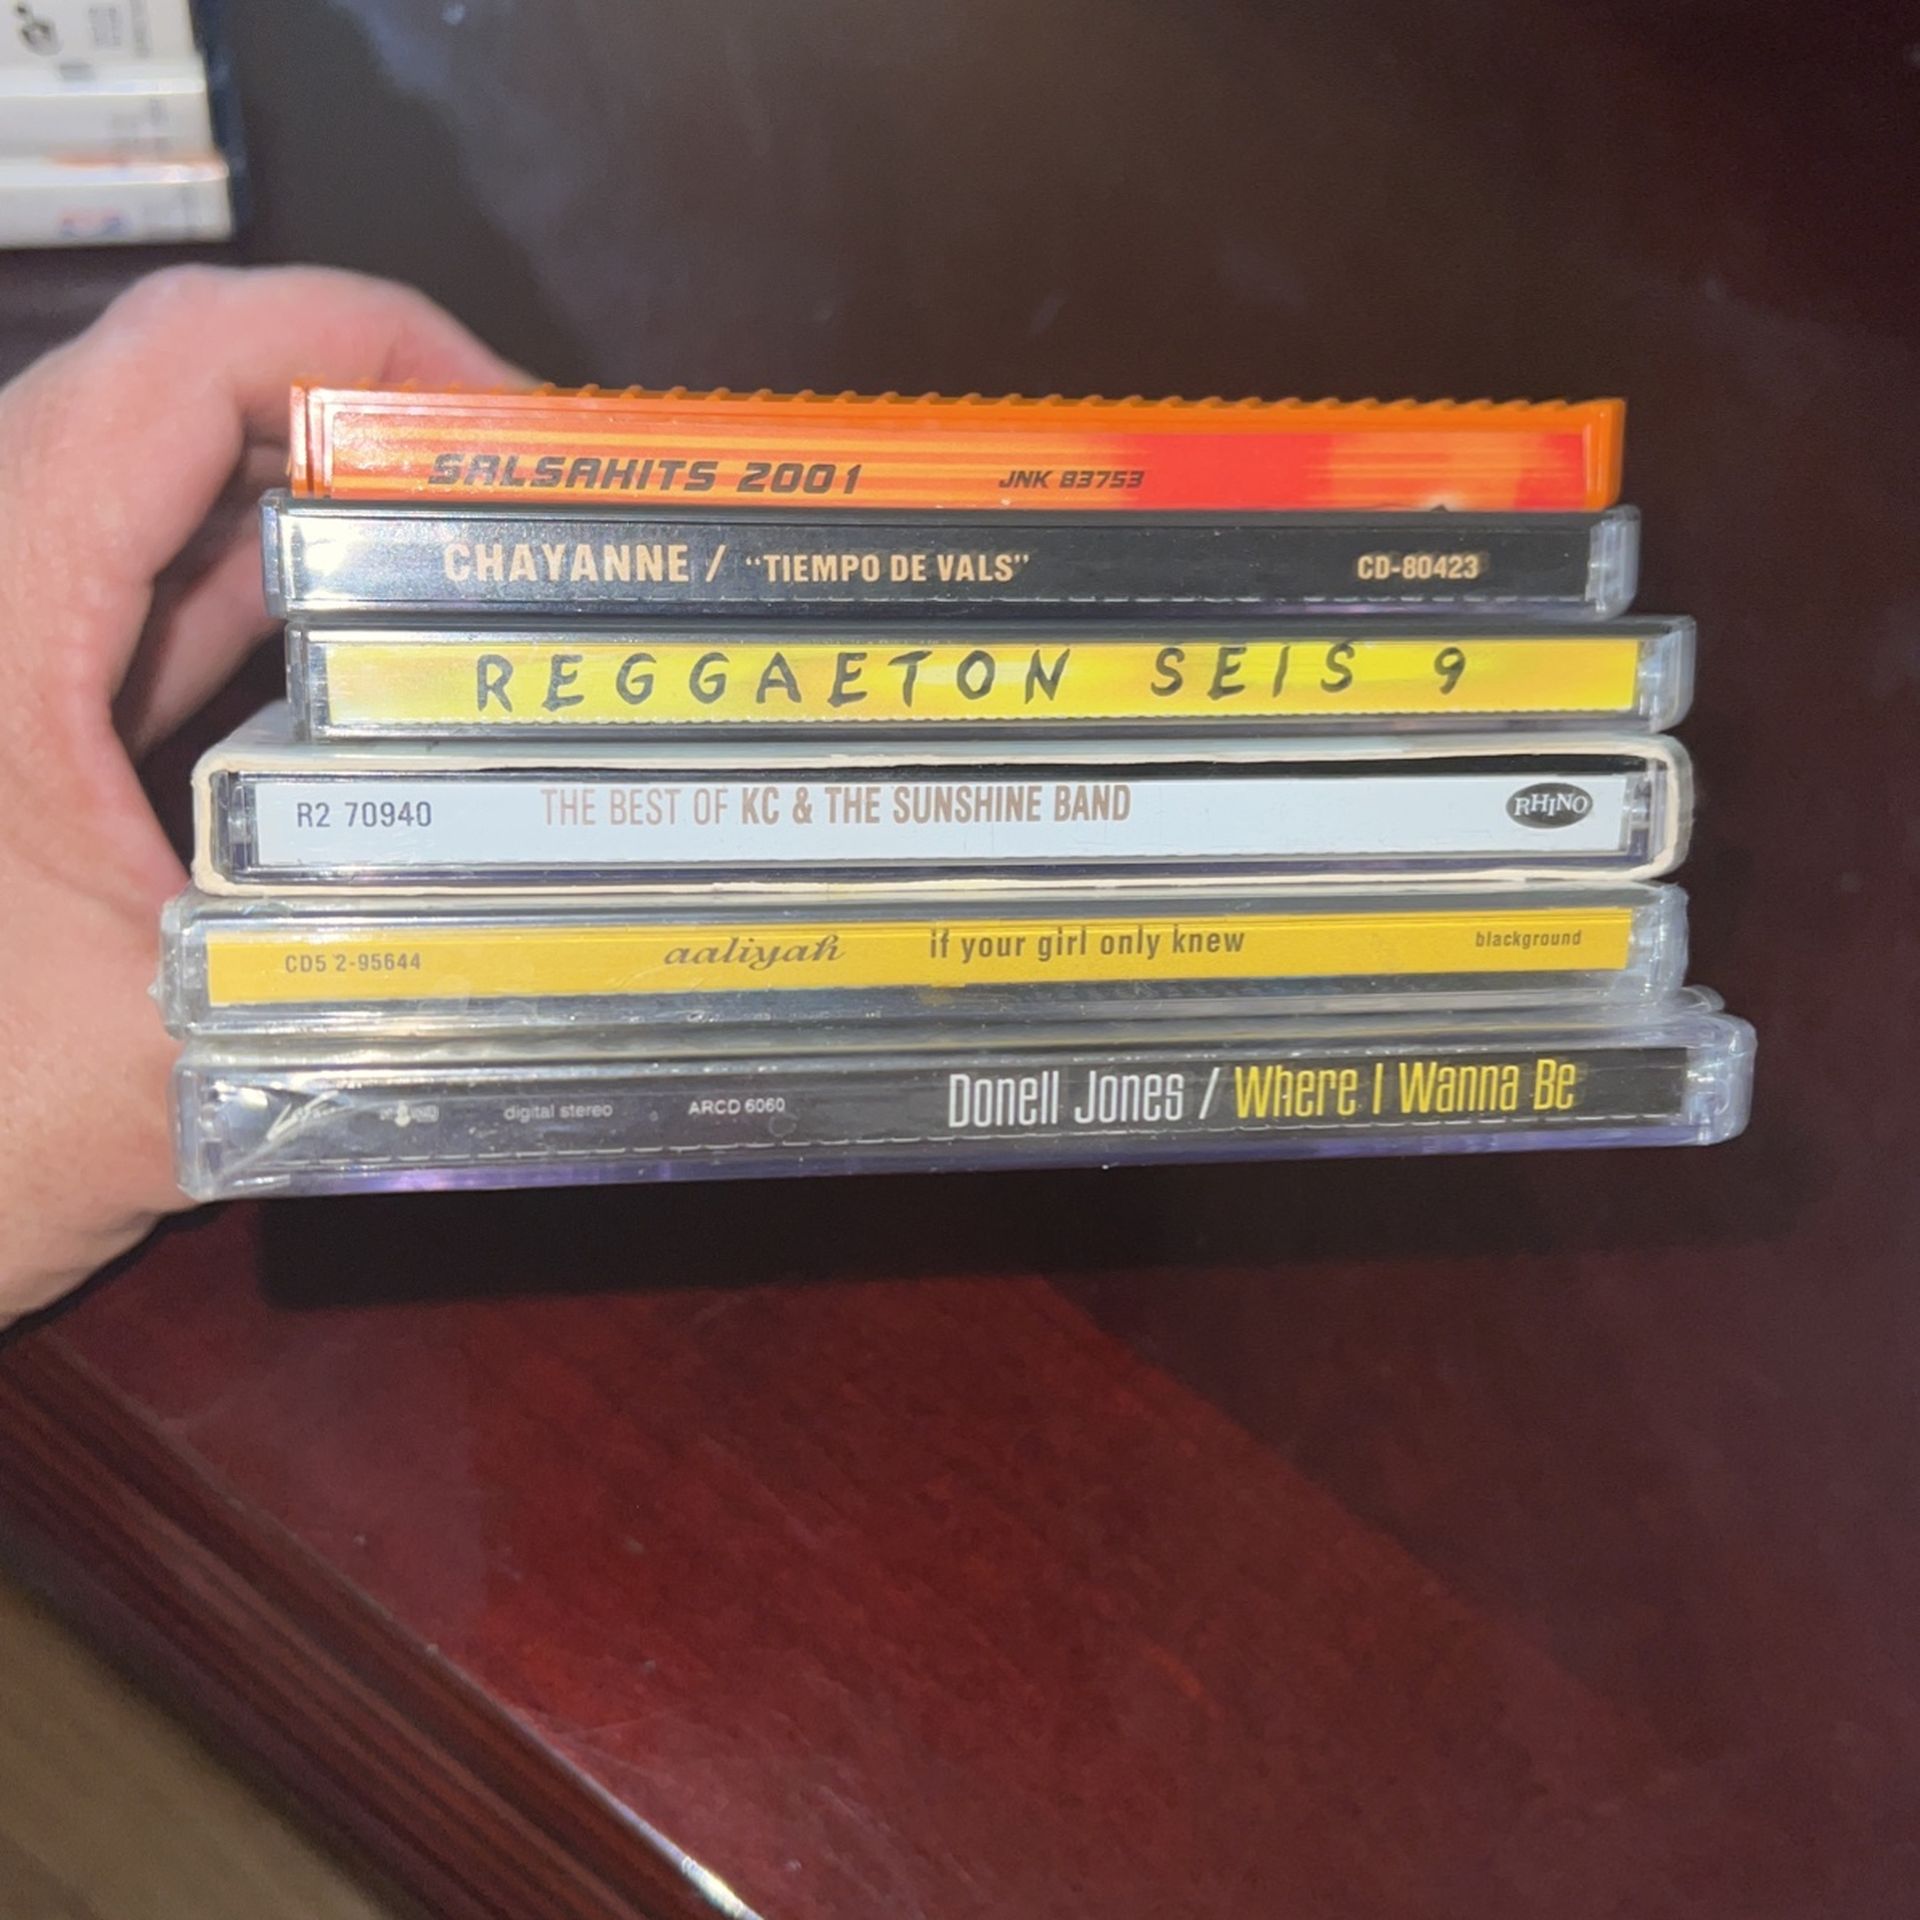 SALSAHITS 2001 JNK 83753
CHAYANNE / "TIEMPO DE VALS" CD-80423
REGGAETON SEIS 9
R2 70940 THE BEST OF KC & THE SUNSHINE BAND RHINO
CD5 2-95644 aaliyah if your girl only knew blackground
digital stereo ARCD 6060 Donell Jones / Where I Wanna Be